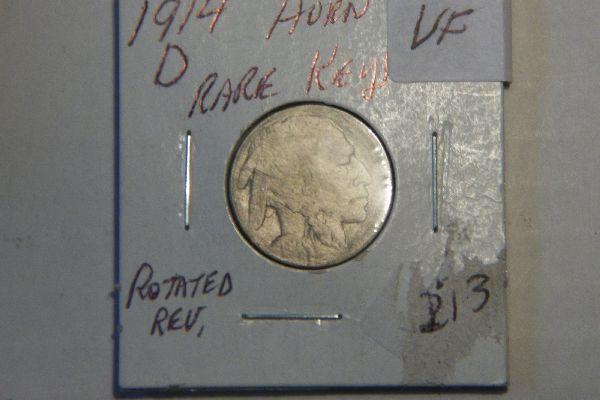 1914 HORN
VF
D
RARE Key
ROTATED
REV,
213